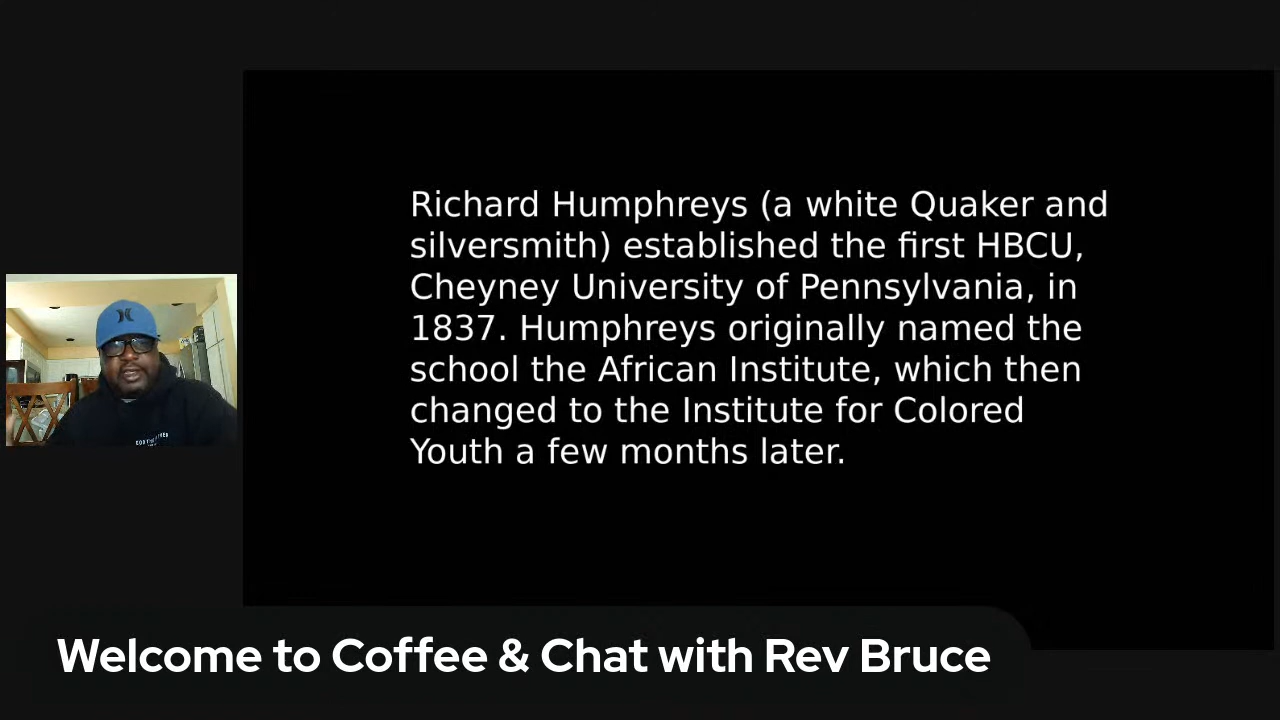 Richard Humphreys (a white Quaker and
silversmith) established the first HBCU,
Cheyney University of Pennsylvania, in
1837. Humphreys originally named the
school the African Institute, which then
changed to the Institute for Colored
Youth a few months later.
Welcome to Coffee & Chat with Rev Bruce